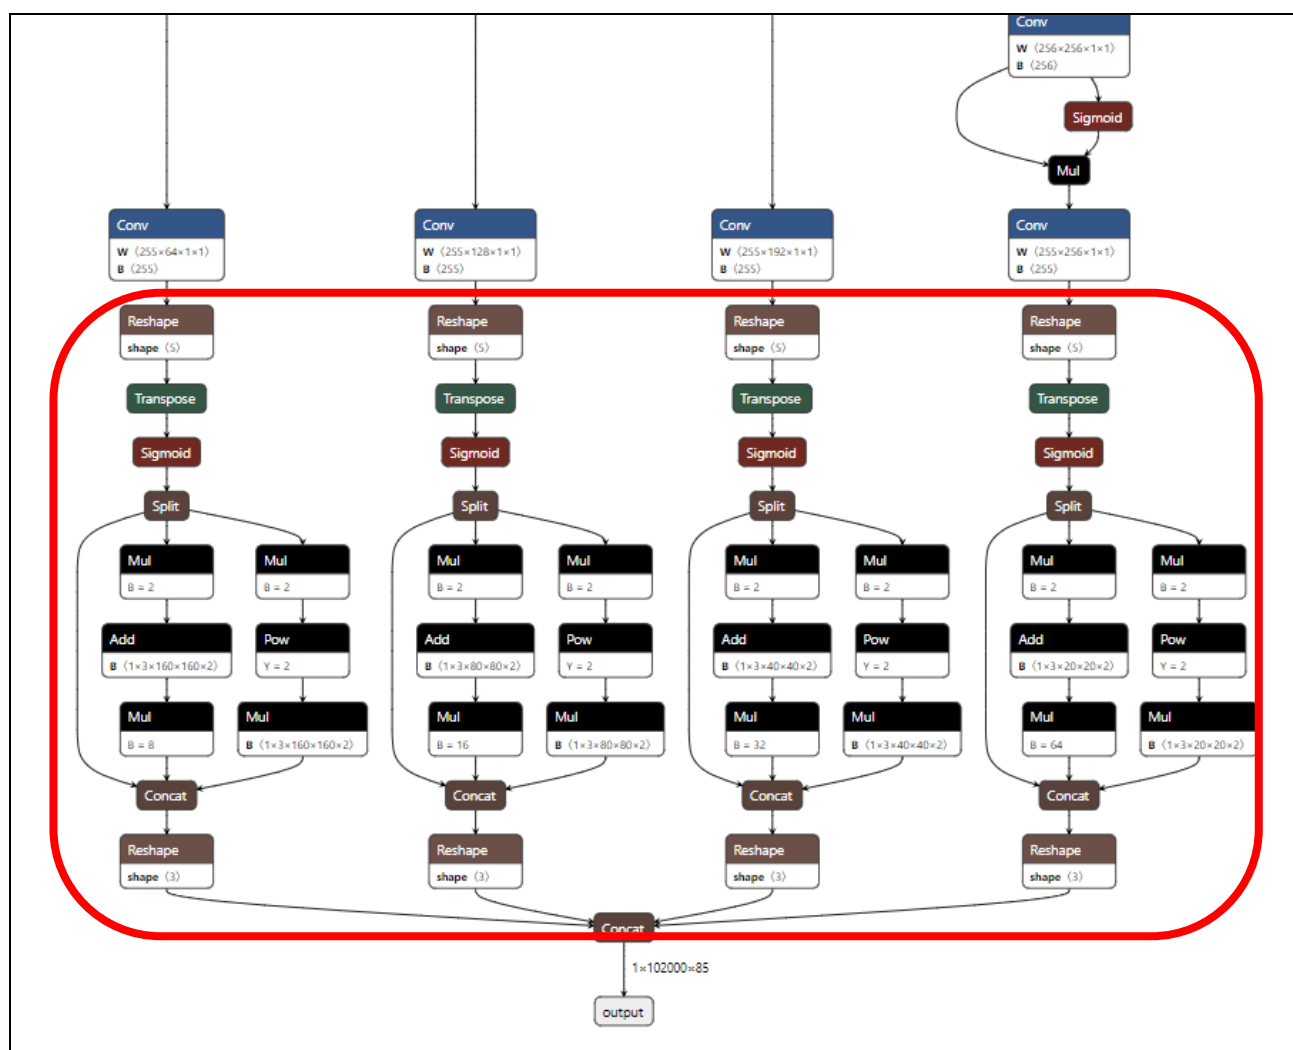 Conv
W ⟨256×256×1×1⟩
B ⟨256⟩
Sigmoid
Mul
Conv
W ⟨255×64×1×1⟩
B ⟨255⟩
Conv
W ⟨255×128×1×1⟩
B ⟨255⟩
Conv
W ⟨255×192×1×1⟩
B ⟨255⟩
Conv
W ⟨255×256×1×1⟩
B ⟨255⟩
Reshape
shape ⟨5⟩
Reshape
shape ⟨5⟩
Reshape
shape ⟨5⟩
Reshape
shape ⟨5⟩
Transpose
Transpose
Transpose
Transpose
Sigmoid
Sigmoid
Sigmoid
Sigmoid
Split
Split
Split
Split
Mul
B = 2
Mul
B = 2
Mul
B = 2
Mul
B = 2
Mul
B = 2
Mul
B = 2
Mul
B = 2
Mul
B = 2
Add
B ⟨1×3×160×160×2⟩
Pow
Y = 2
Add
B ⟨1×3×80×80×2⟩
Pow
Y = 2
Add
B ⟨1×3×40×40×2⟩
Pow
Y = 2
Add
B ⟨1×3×20×20×2⟩
Pow
Y = 2
Mul
B = 8
Mul
B ⟨1×3×160×160×2⟩
Mul
B = 16
Mul
B ⟨1×3×80×80×2⟩
Mul
B = 32
Mul
B ⟨1×3×40×40×2⟩
Mul
B = 64
Mul
B ⟨1×3×20×20×2⟩
Concat
Concat
Concat
Concat
Reshape
shape ⟨3⟩
Reshape
shape ⟨3⟩
Reshape
shape ⟨3⟩
Reshape
shape ⟨3⟩
Concat
1×102000×85
output